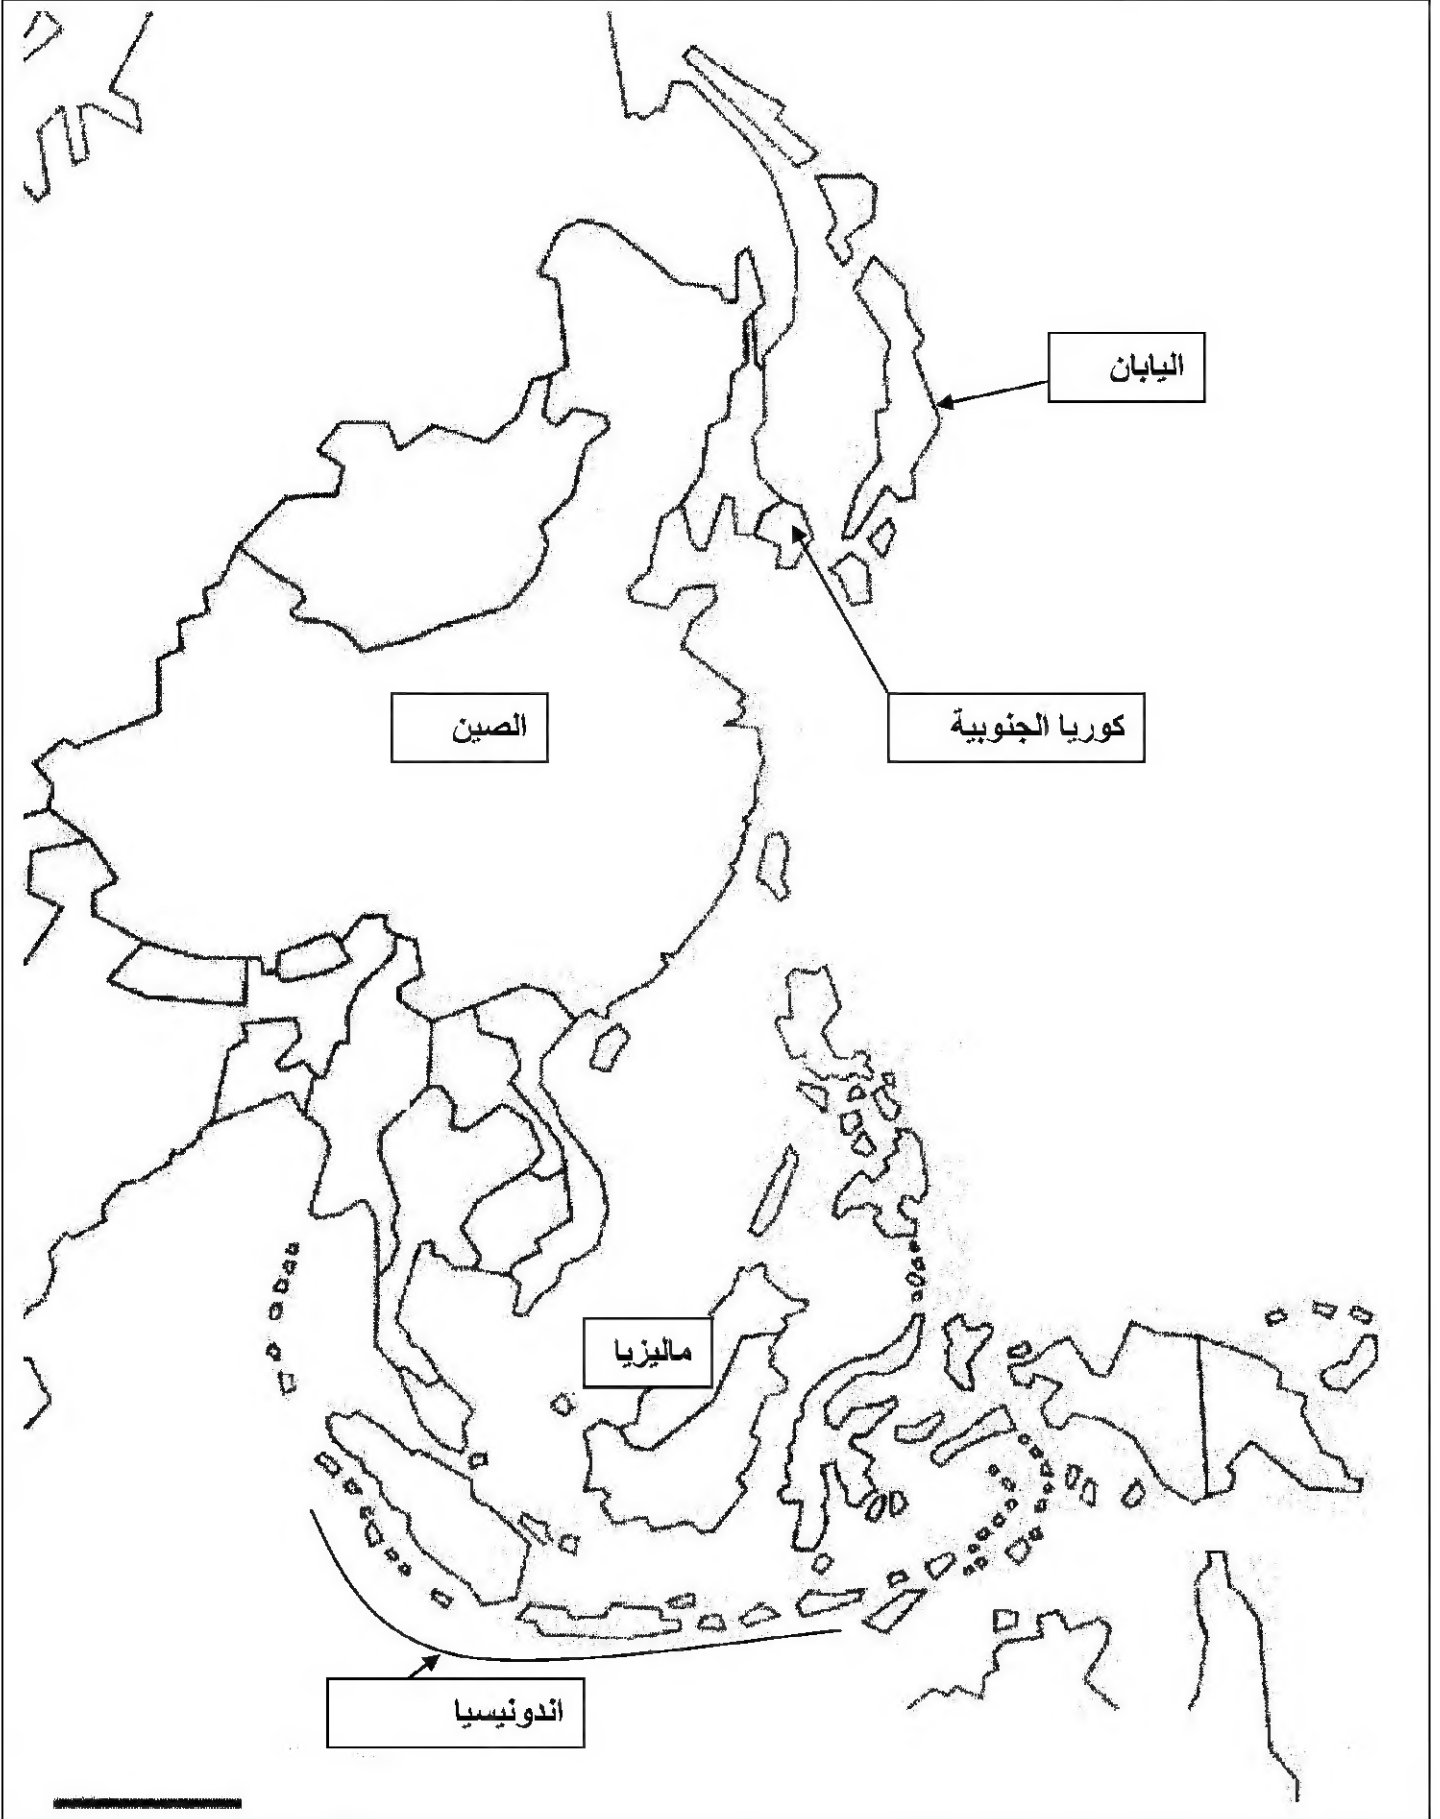 اليابان
الصين
كوريا الجنوبية
ماليزيا
اندونيسيا